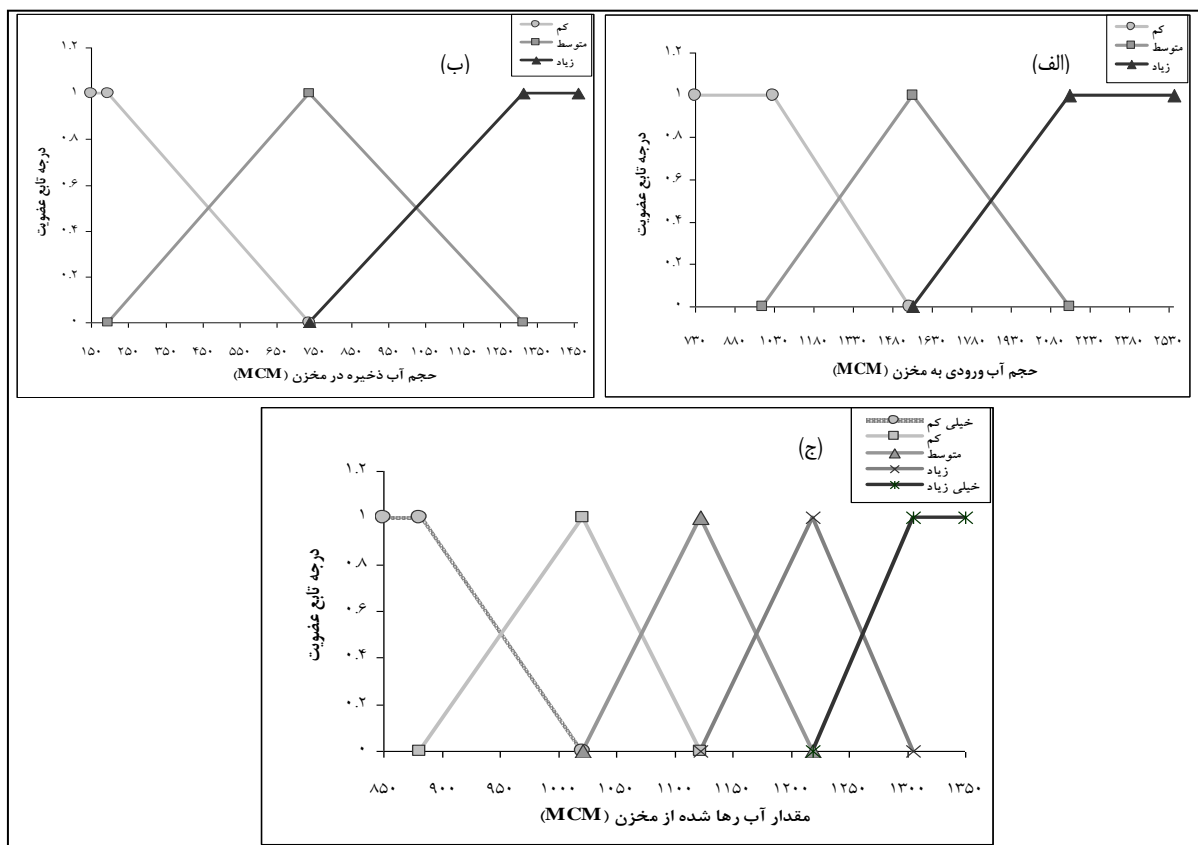 (الف)
کم
متوسط
زیاد
درجه تابع عضویت
۱.۲
۱
۰.۸
۰.۶
۰.۴
۰.۲
۰
۷۳۰ ۸۸۰ ۱۰۳۰ ۱۱۸۰ ۱۳۳۰ ۱۴۸۰ ۱۶۳۰ ۱۷۸۰ ۱۹۳۰ ۲۰۸۰ ۲۲۳۰ ۲۳۸۰ ۲۵۳۰
حجم آب ورودی به مخزن (MCM)
(ب)
کم
متوسط
زیاد
درجه تابع عضویت
۱.۲
۱
۰.۸
۰.۶
۰.۴
۰.۲
۰
۱۵۰ ۲۵۰ ۳۵۰ ۴۵۰ ۵۵۰ ۶۵۰ ۷۵۰ ۸۵۰ ۹۵۰ ۱۰۵۰ ۱۱۵۰ ۱۲۵۰ ۱۳۵۰ ۱۴۵۰
حجم آب ذخیره در مخزن (MCM)
(ج)
خیلی کم
کم
متوسط
زیاد
خیلی زیاد
درجه تابع عضویت
۱.۲
۱
۰.۸
۰.۶
۰.۴
۰.۲
۰
۸۵۰ ۹۰۰ ۹۵۰ ۱۰۰۰ ۱۰۵۰ ۱۱۰۰ ۱۱۵۰ ۱۲۰۰ ۱۲۵۰ ۱۳۰۰ ۱۳۵۰
مقدار آب رها شده از مخزن (MCM)